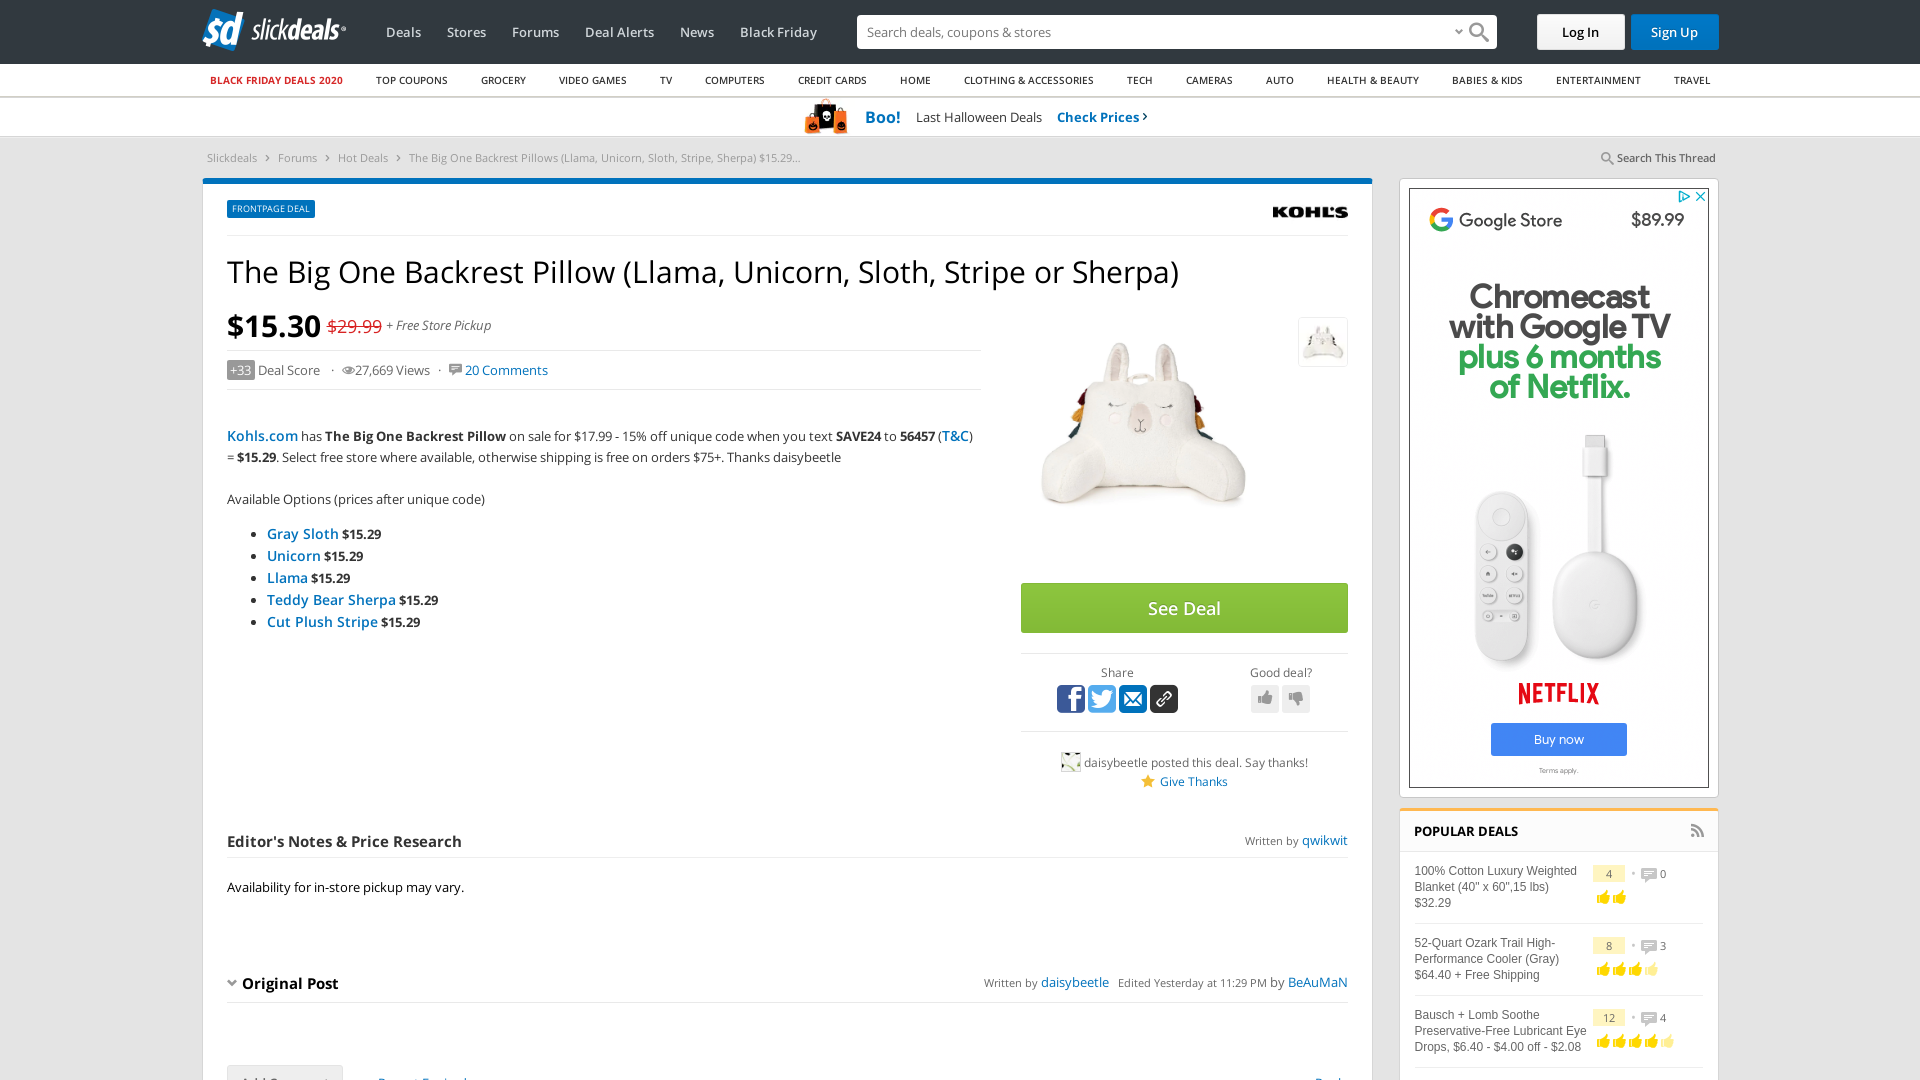 slickdeals
Deals
Stores
Forums
Deal Alerts
News
Black Friday
Search deals, coupons & stores
Log In
Sign Up
BLACK FRIDAY DEALS 2020
TOP COUPONS
GROCERY
VIDEO GAMES
TV
COMPUTERS
CREDIT CARDS
HOME
CLOTHING & ACCESSORIES
TECH
CAMERAS
AUTO
HEALTH & BEAUTY
BABIES & KIDS
ENTERTAINMENT
TRAVEL
Boo! Last Halloween Deals Check Prices
Slickdeals > Forums > Hot Deals > The Big One Backrest Pillows (Llama, Unicorn, Sloth, Stripe, Sherpa) $15.29...
Search This Thread
FRONTPAGE DEAL
KOHL'S
The Big One Backrest Pillow (Llama, Unicorn, Sloth, Stripe or Sherpa)
$15.30 $29.99 + Free Store Pickup
+33 Deal Score · 27,669 Views · 20 Comments
Kohls.com has The Big One Backrest Pillow on sale for $17.99 - 15% off unique code when you text SAVE24 to 56457 (T&C)
= $15.29. Select free store where available, otherwise shipping is free on orders $75+. Thanks daisybeetle
Available Options (prices after unique code)
Gray Sloth $15.29
Unicorn $15.29
Llama $15.29
Teddy Bear Sherpa $15.29
Cut Plush Stripe $15.29
See Deal
Share
Good deal?
daisybeetle posted this deal. Say thanks!
Give Thanks
Editor's Notes & Price Research
Written by qwikwit
Availability for in-store pickup may vary.
Original Post
Written by daisybeetle Edited Yesterday at 11:29 PM by BeAuMaN
Google Store
$89.99
Chromecast
with Google TV
plus 6 months
of Netflix.
NETFLIX
Buy now
Terms apply.
POPULAR DEALS
100% Cotton Luxury Weighted
Blanket (40" x 60",15 lbs)
$32.29
4 · 0
52-Quart Ozark Trail High-
Performance Cooler (Gray)
$64.40 + Free Shipping
8 · 3
Bausch + Lomb Soothe
Preservative-Free Lubricant Eye
Drops, $6.40 - $4.00 off - $2.08
12 · 4